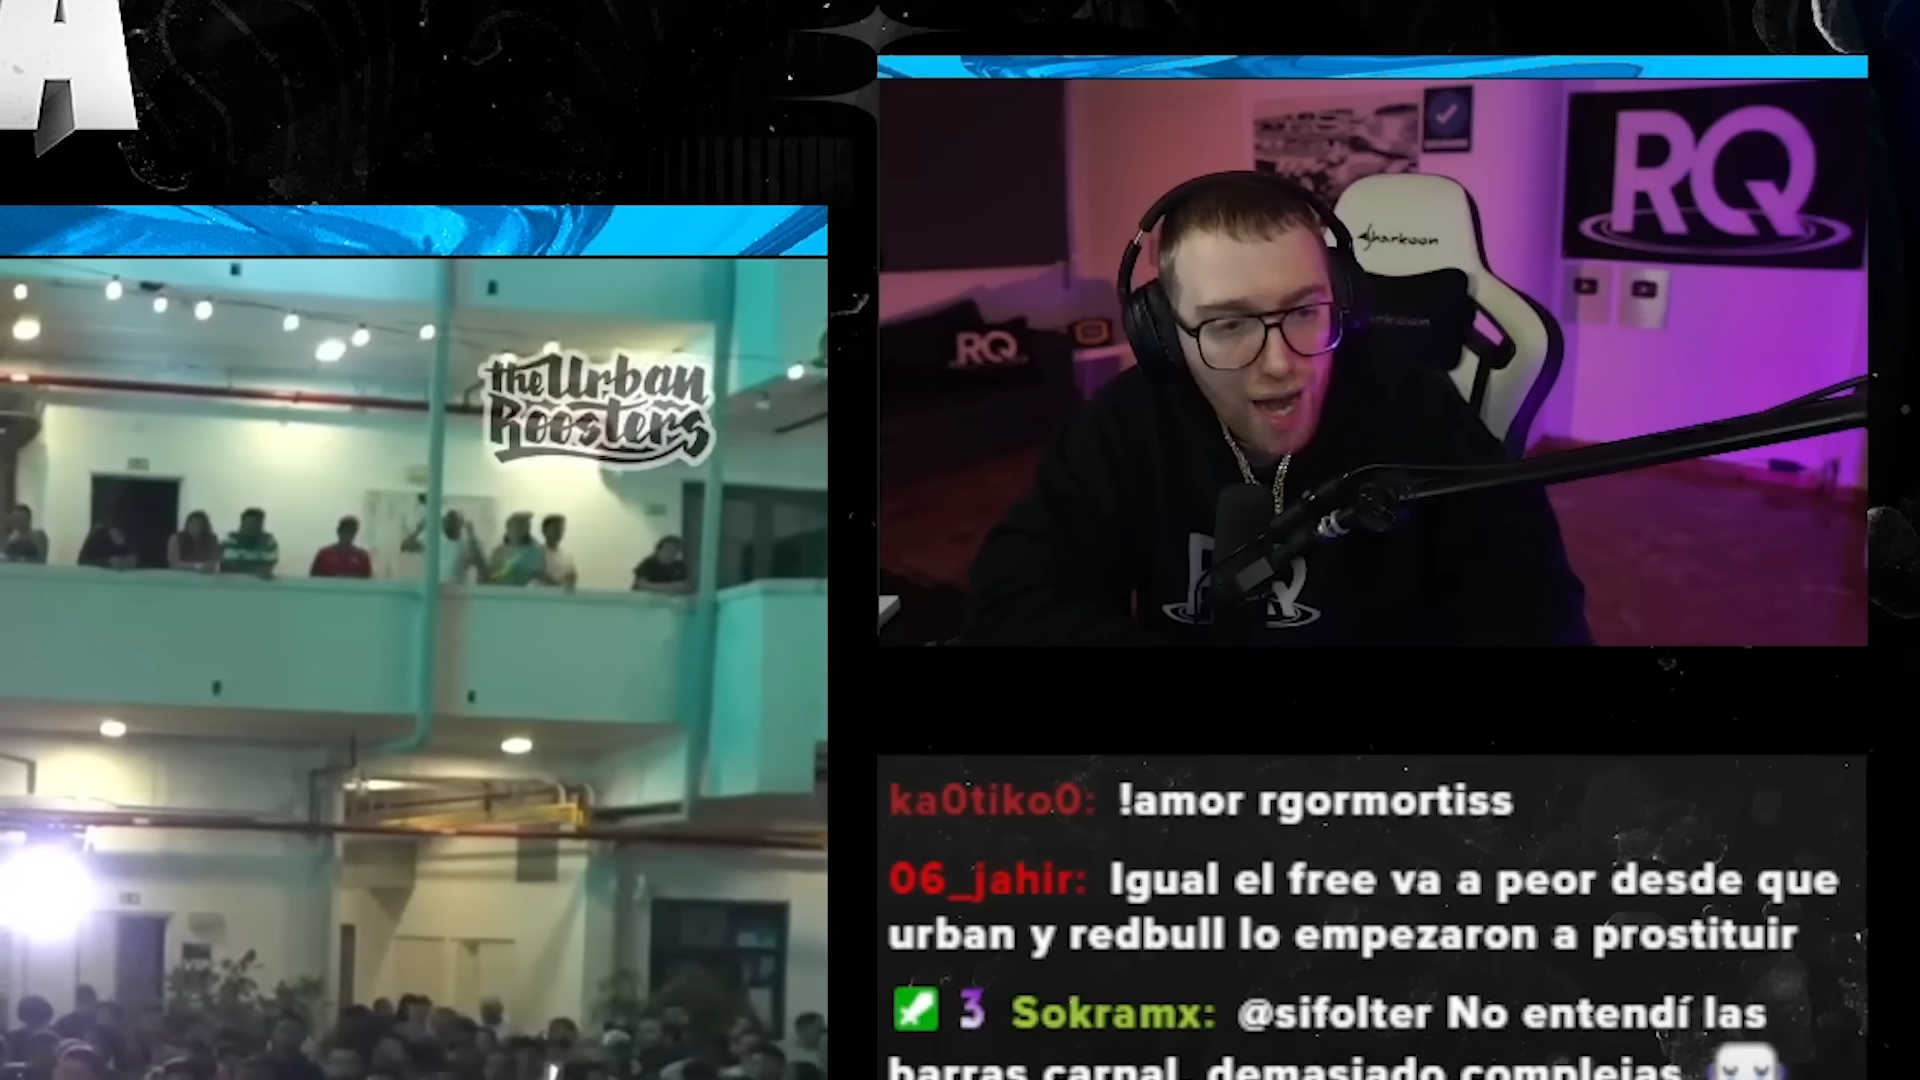 A
the Urban
Roosters
RQ
Sharkoon
RQ
RQ
ka0tiko0: !amor rgormortiss
06_jahir: Igual el free va a peor desde que
urban y redbull lo empezaron a prostituir
3 Sokramx: @sifolter No entendí las
barras carnal, demasiado complejas